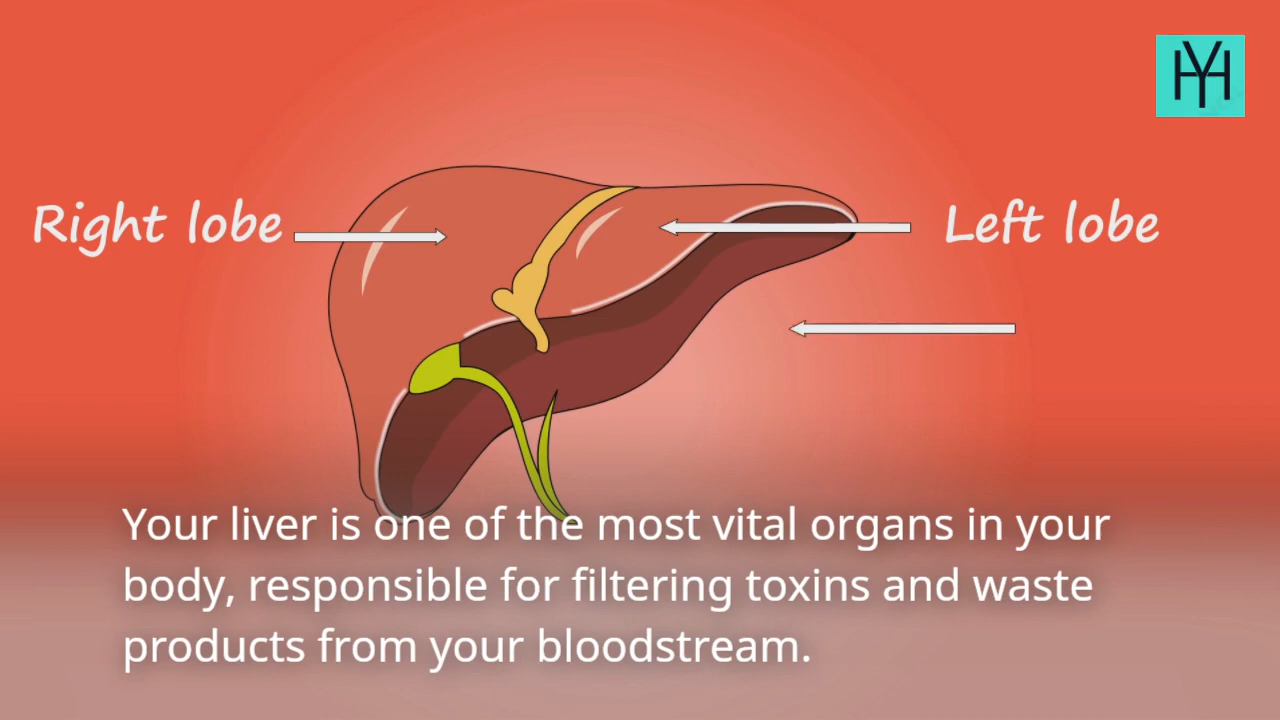 Right lobe
Left lobe
Your liver is one of the most vital organs in your
body, responsible for filtering toxins and waste
products from your bloodstream.